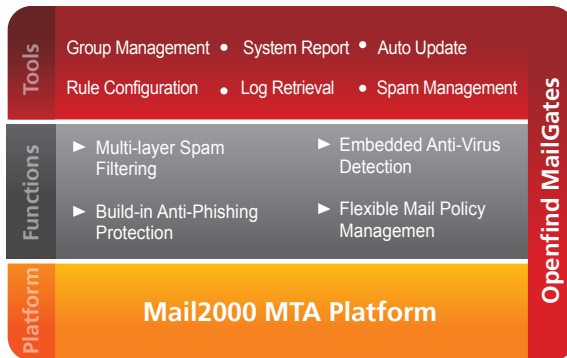 Tools
Group Management • System Report • Auto Update
Rule Configuration • Log Retrieval • Spam Management
Functions
► Multi-layer Spam
Filtering
► Embedded Anti-Virus
Detection
► Build-in Anti-Phishing
Protection
► Flexible Mail Policy
Managemen
Platform
Mail2000 MTA Platform
Openfind MailGates